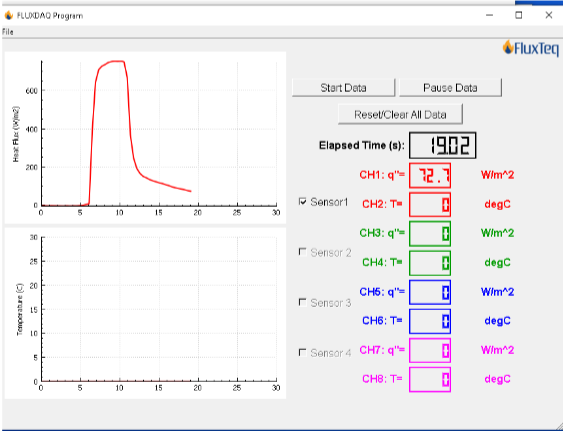 FLUXDAQ Program
File
FluxTeq
Start Data Pause Data
Reset/Clear All Data
Elapsed Time (s): 19.02
CH1: q"= 72.7 W/m^2
Sensor1
CH2: T= 0 degC
CH3: q"= 0 W/m^2
Sensor 2
CH4: T= 0 degC
CH5: q"= 0 W/m^2
Sensor 3
CH6: T= 0 degC
CH7: q"= 0 W/m^2
Sensor 4
CH8: T= 0 degC
Heat Flux (W/m2)
600
400
200
0
0 5 10 15 20 25 30
Temperature (C)
30
25
20
15
10
5
0
0 5 10 15 20 25 30